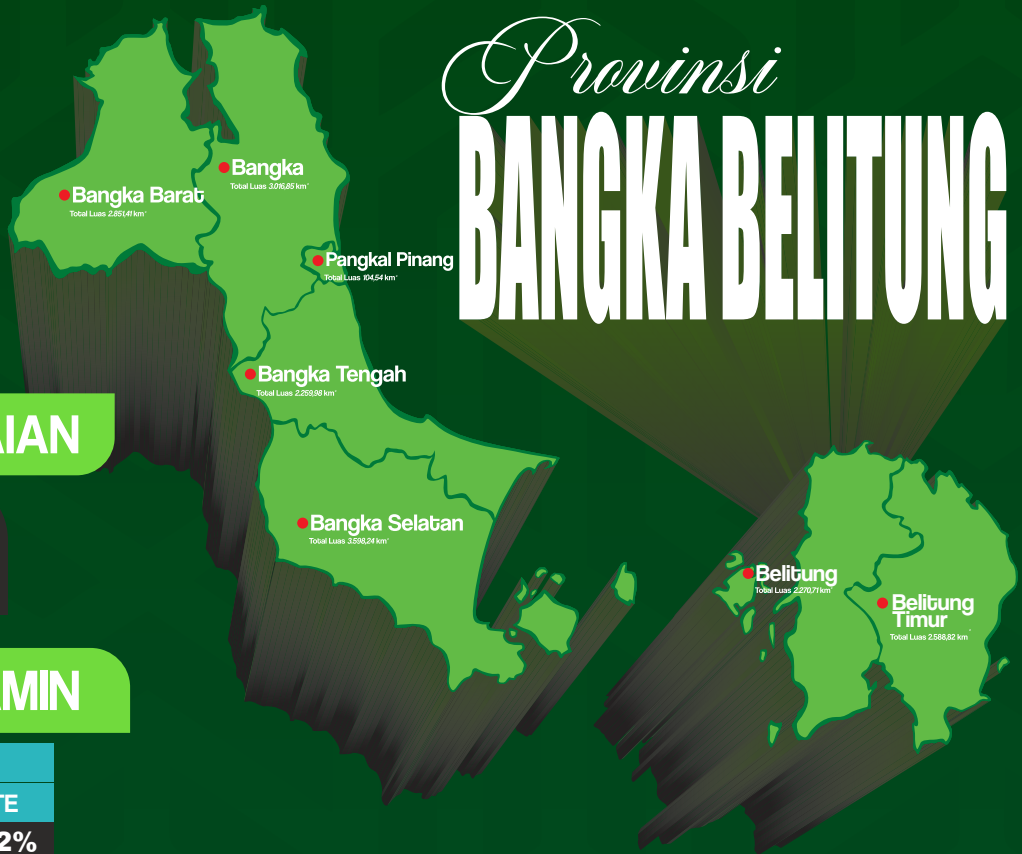 Provinsi
BANGKA BELITUNG
Bangka
Total Luas 3.016,85 km²
Bangka Barat
Total Luas 2.851,41 km²
Pangkal Pinang
Total Luas 104,54 km²
Bangka Tengah
Total Luas 2.259,98 km²
AIAN
Bangka Selatan
Total Luas 3.598,24 km²
Belitung
Total Luas 2.270,71 km²
Belitung
Timur
Total Luas 2.588,82 km
MIN
TE
2%